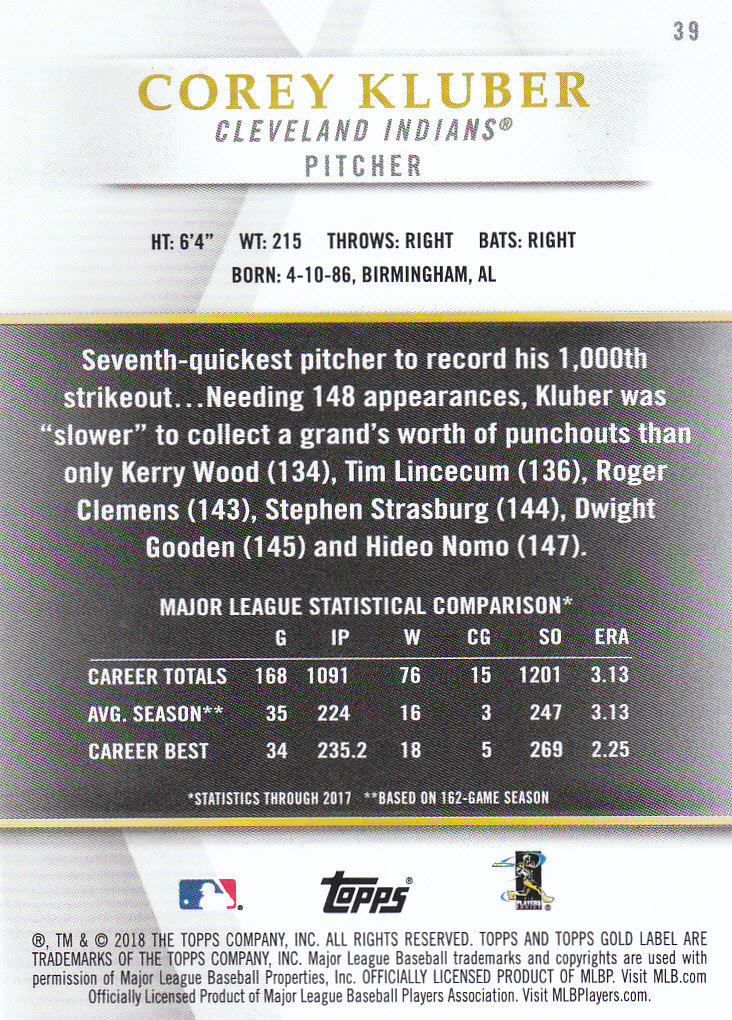 39
COREY KLUBER
CLEVELAND INDIANS®
PITCHER
HT: 6'4" WT: 215 THROWS: RIGHT BATS: RIGHT
BORN: 4-10-86, BIRMINGHAM, AL
Seventh-quickest pitcher to record his 1,000th
strikeout...Needing 148 appearances, Kluber was
“slower” to collect a grand's worth of punchouts than
only Kerry Wood (134), Tim Lincecum (136), Roger
Clemens (143), Stephen Strasburg (144), Dwight
Gooden (145) and Hideo Nomo (147).
MAJOR LEAGUE STATISTICAL COMPARISON*
G IP W CG SO ERA
CAREER TOTALS 168 1091 76 15 1201 3.13
AVG. SEASON** 35 224 16 3 247 3.13
CAREER BEST 34 235.2 18 5 269 2.25
*STATISTICS THROUGH 2017 **BASED ON 162-GAME SEASON
topps®
PLAYERS
®, TM & © 2018 THE TOPPS COMPANY, INC. ALL RIGHTS RESERVED. TOPPS AND TOPPS GOLD LABEL ARE
TRADEMARKS OF THE TOPPS COMPANY, INC. Major League Baseball trademarks and copyrights are used with
permission of Major League Baseball Properties, Inc. OFFICIALLY LICENSED PRODUCT OF MLBP. Visit MLB.com
Officially Licensed Product of Major League Baseball Players Association. Visit MLBPlayers.com.